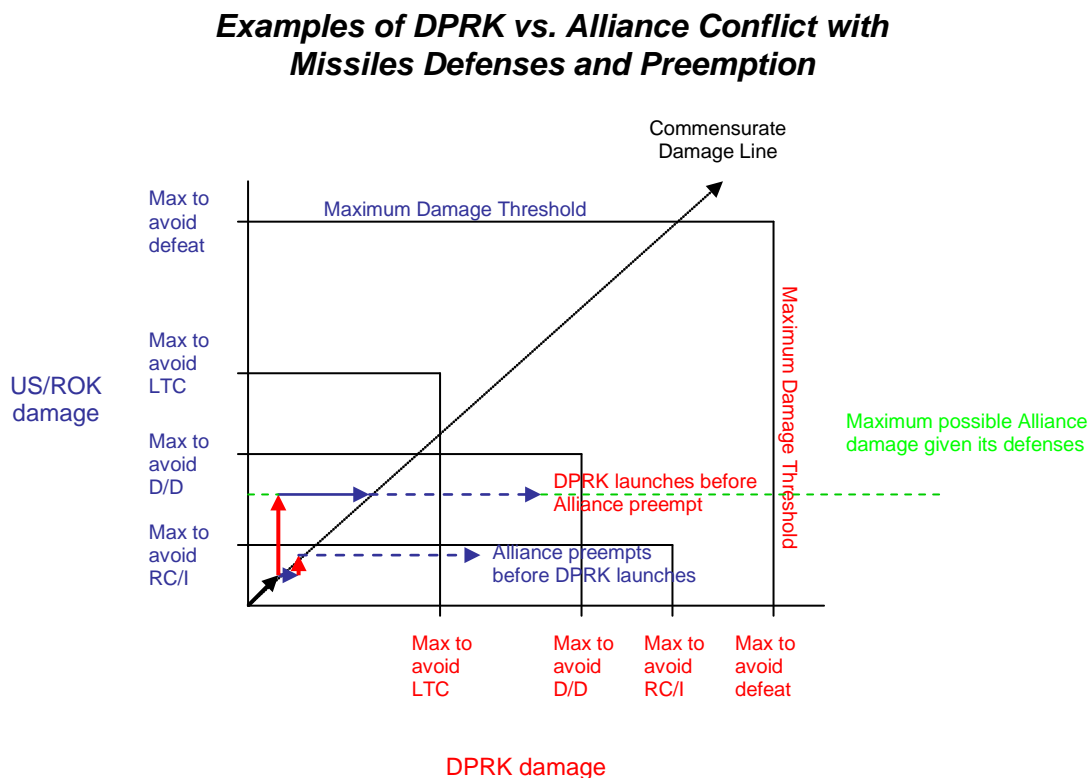 Examples of DPRK vs. Alliance Conflict with
Missiles Defenses and Preemption
Commensurate
Damage Line
Max to
avoid
defeat
Maximum Damage Threshold
Max to
avoid
LTC
US/ROK
damage
Maximum Damage Threshold
Maximum possible Alliance
damage given its defenses
Max to
avoid
D/D
DPRK launches before
Alliance preempt
Max to
avoid
RC/I
Alliance preempts
before DPRK launches
Max to
avoid
LTC
Max to
avoid
D/D
Max to
avoid
RC/I
Max to
avoid
defeat
DPRK damage